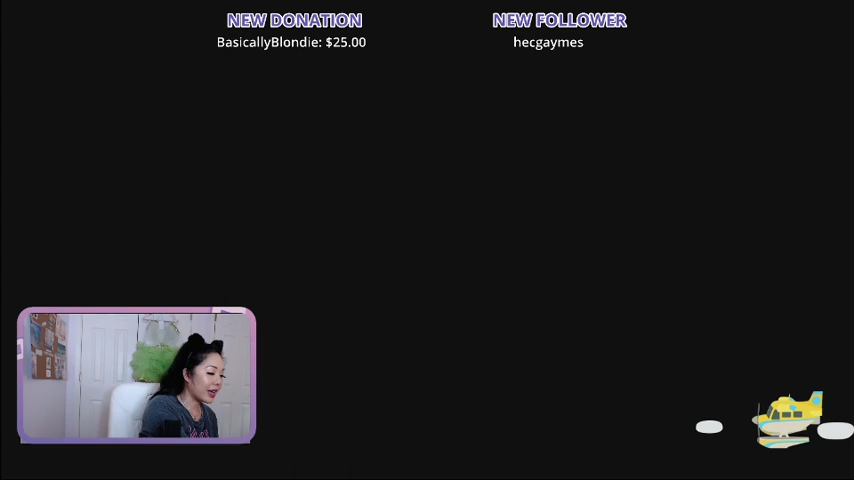 NEW DONATION
BasicallyBlondie: $25.00
NEW FOLLOWER
hecgaymes